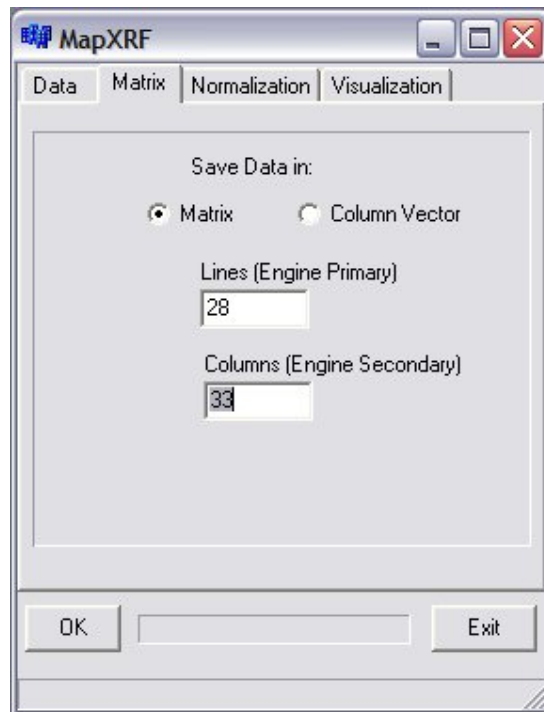 MapXRF
Data Matrix Normalization Visualization
Save Data in:
Matrix Column Vector
Lines (Engine Primary)
28
Columns (Engine Secondary)
33
OK Exit